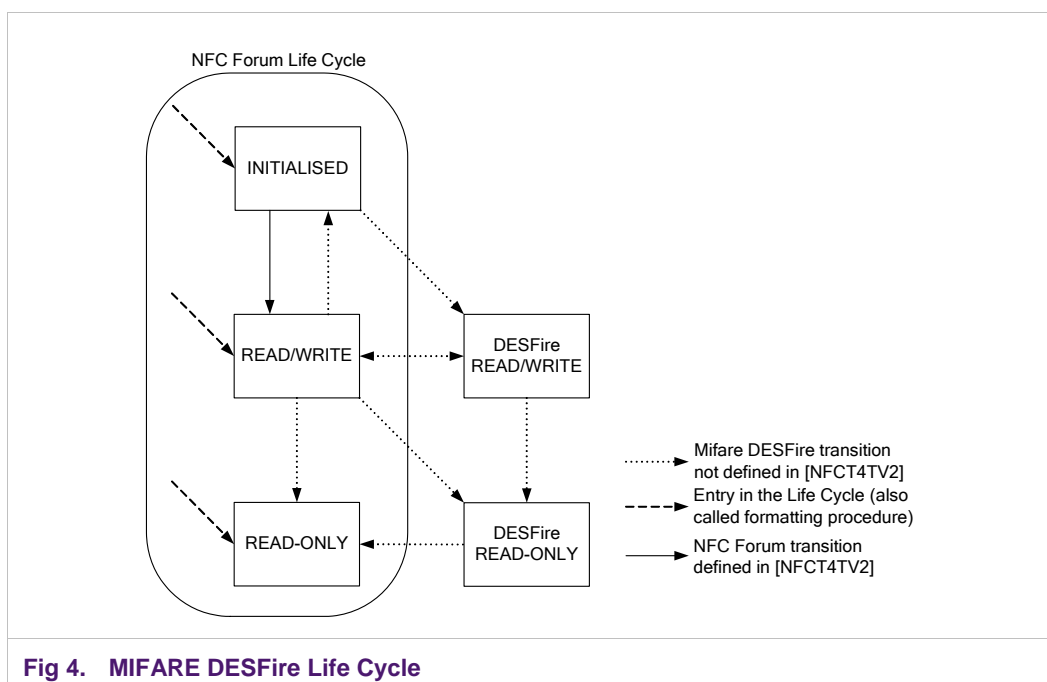 NFC Forum Life Cycle
INITIALISED
READ/WRITE
DESFire
READ/WRITE
READ-ONLY
DESFire
READ-ONLY
Mifare DESFire transition
not defined in [NFCT4TV2]
Entry in the Life Cycle (also
called formatting procedure)
NFC Forum transition
defined in [NFCT4TV2]
Fig 4. MIFARE DESFire Life Cycle